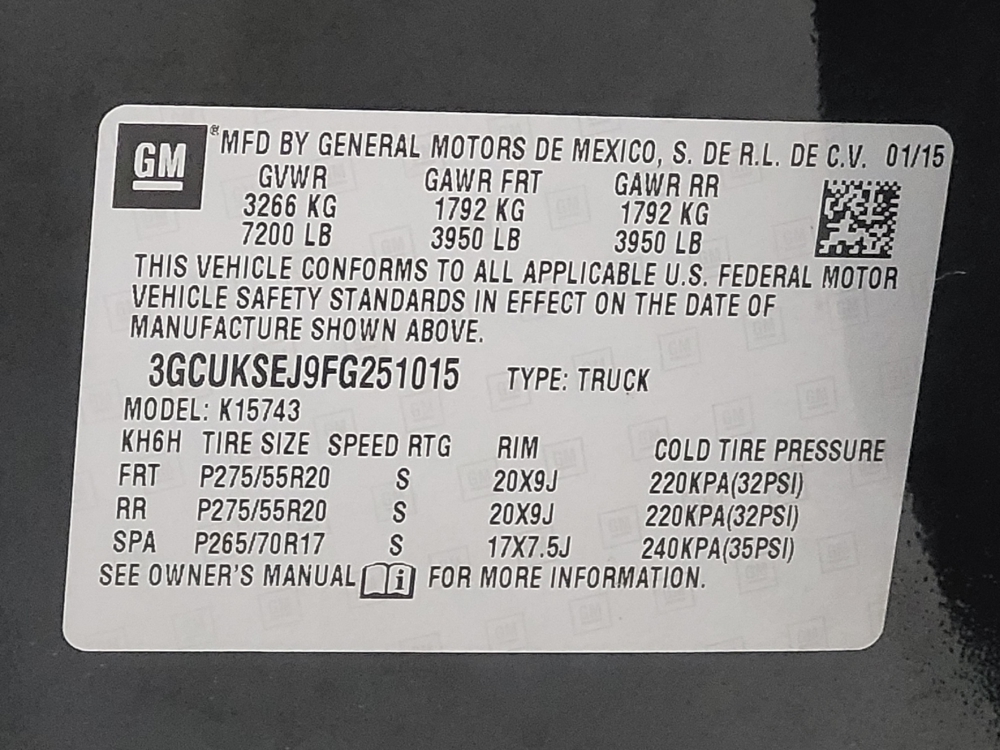 GM
® MFD BY GENERAL MOTORS DE MEXICO, S. DE R.L. DE C.V. 01/15
GVWR GAWR FRT GAWR RR
3266 KG 1792 KG 1792 KG
7200 LB 3950 LB 3950 LB
THIS VEHICLE CONFORMS TO ALL APPLICABLE U.S. FEDERAL MOTOR
VEHICLE SAFETY STANDARDS IN EFFECT ON THE DATE OF
MANUFACTURE SHOWN ABOVE.
3GCUKSEJ9FG251015 TYPE: TRUCK
MODEL: K15743
KH6H TIRE SIZE SPEED RTG RIM COLD TIRE PRESSURE
FRT P275/55R20 S 20X9J 220KPA(32PSI)
RR P275/55R20 S 20X9J 220KPA(32PSI)
SPA P265/70R17 S 17X7.5J 240KPA(35PSI)
SEE OWNER'S MANUAL i FOR MORE INFORMATION.